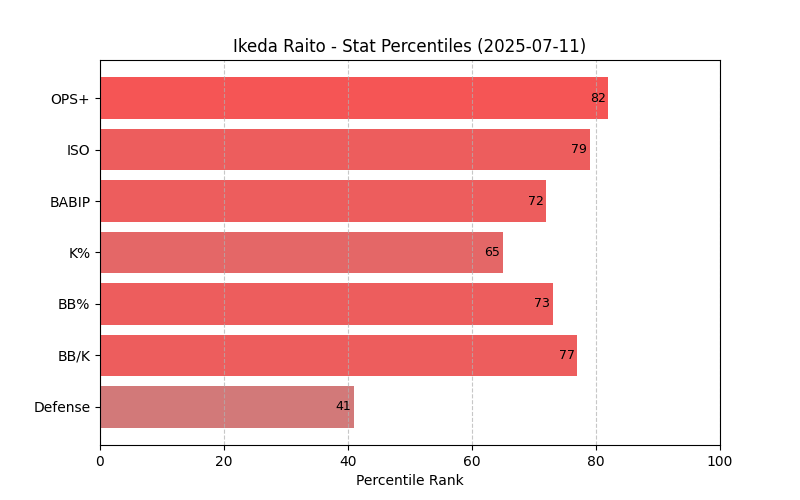 Ikeda Raito - Stat Percentiles (2025-07-11)
OPS+ 82
ISO 79
BABIP 72
K% 65
BB% 73
BB/K 77
Defense 41
0 20 40 60 80 100
Percentile Rank